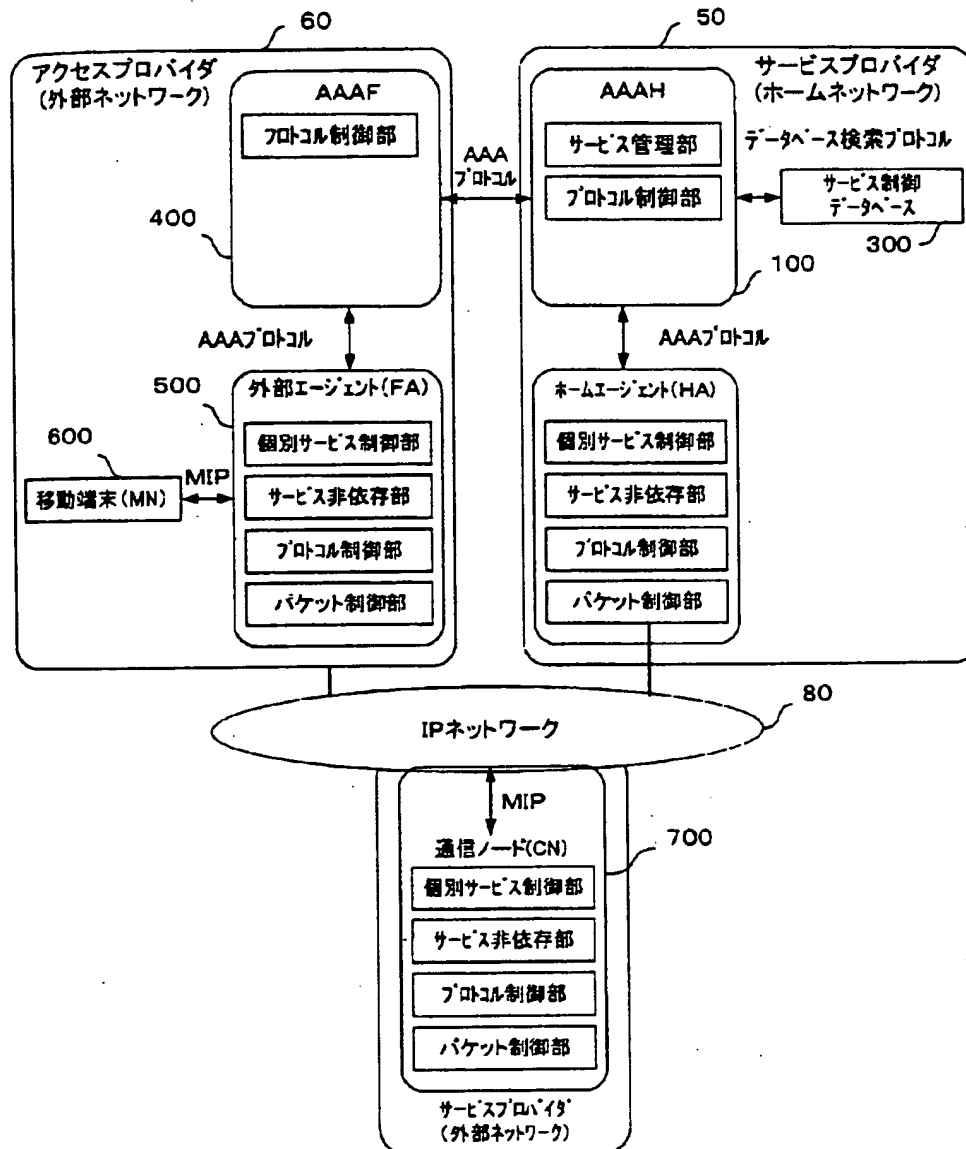 60
アクセスプロバイダ
(外部ネットワーク)
AAAF
プロトコル制御部
400
AAA
プロトコル
50
サービスプロバイダ
(ホームネットワーク)
AAAH
サービス管理部
プロトコル制御部
データベース検索プロトコル
サービス制御
データベース
300
100
AAAプロトコル
AAAプロトコル
500
外部エージェント(FA)
個別サービス制御部
サービス非依存部
プロトコル制御部
パケット制御部
600
移動端末(MN)
MIP
ホームエージェント(HA)
個別サービス制御部
サービス非依存部
プロトコル制御部
パケット制御部
80
IPネットワーク
MIP
700
通信ノード(CN)
個別サービス制御部
サービス非依存部
プロトコル制御部
パケット制御部
サービスプロバイダ
(外部ネットワーク)